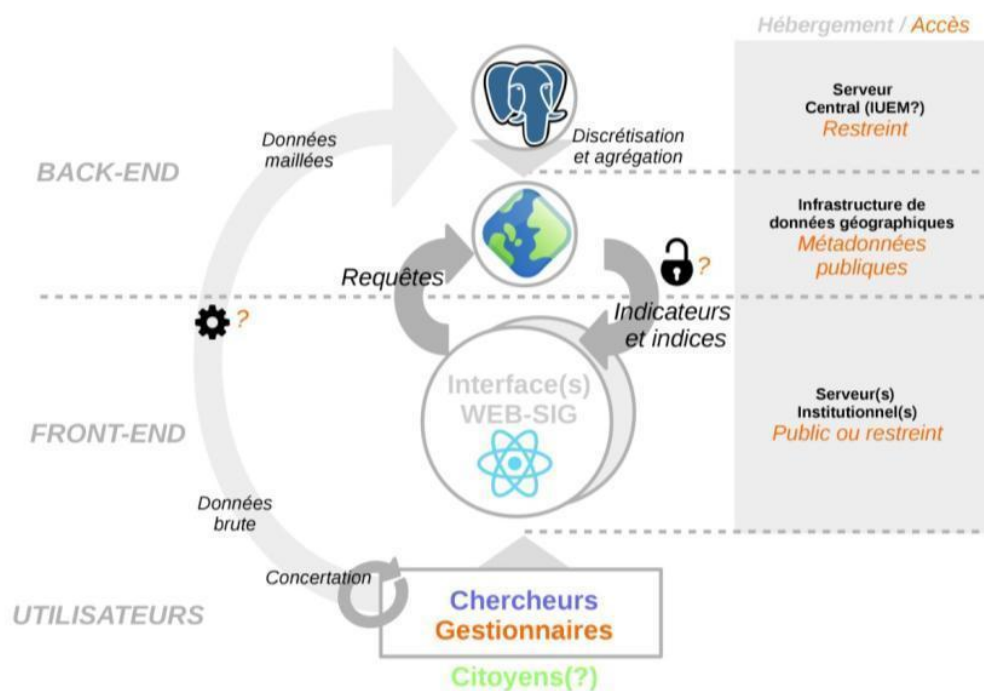 Hébergement / Accès
Serveur
Central (IUEM?)
Restreint
Données
maillées
Discrétisation
et agrégation
BACK-END
Infrastructure de
données géographiques
Métadonnées
publiques
Requêtes
?
Indicateurs
et indices
?
Interface(s)
WEB-SIG
Serveur(s)
Institutionnel(s)
Public ou restreint
FRONT-END
Données
brute
Concertation
Chercheurs
Gestionnaires
UTILISATEURS
Citoyens(?)